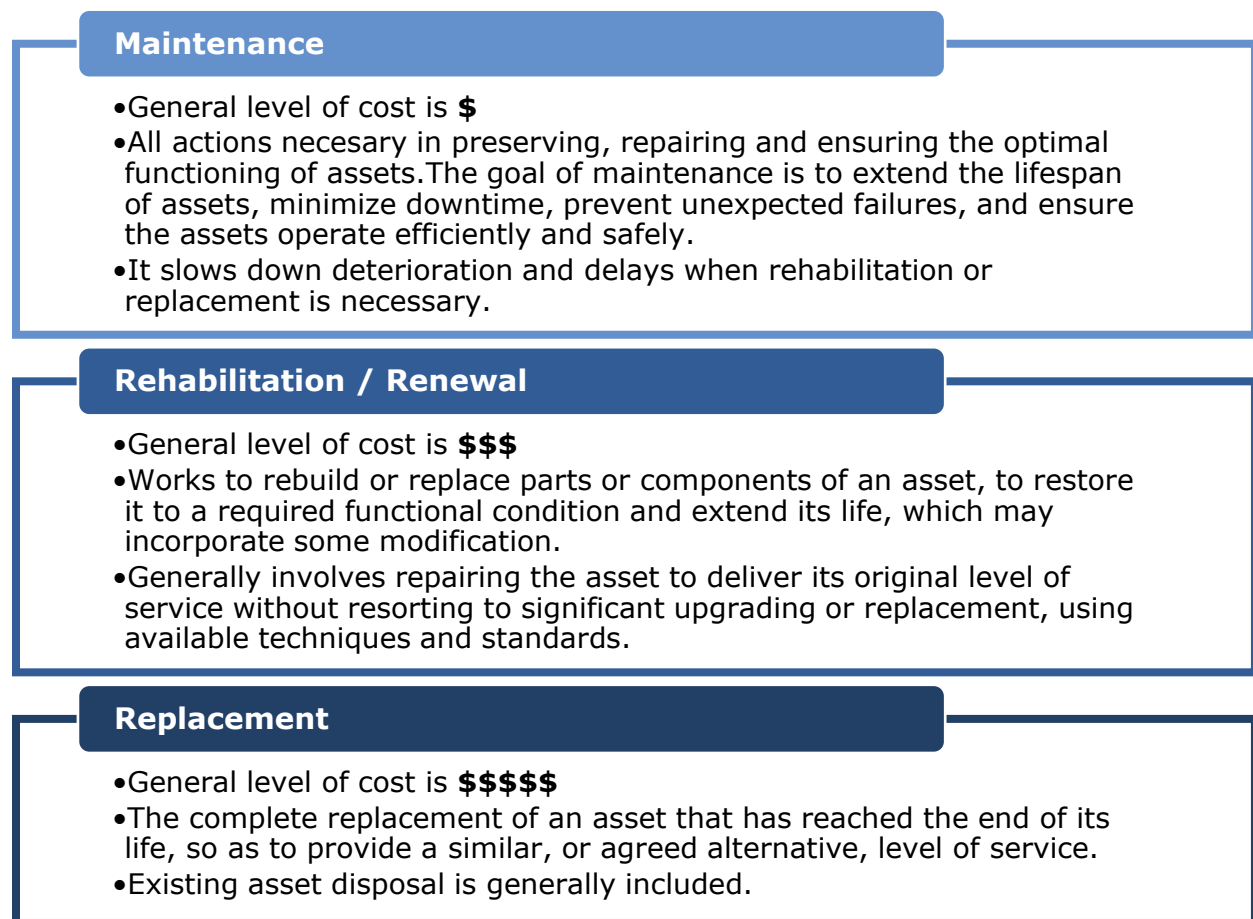 Maintenance
•General level of cost is $
•All actions necesary in preserving, repairing and ensuring the optimal
functioning of assets.The goal of maintenance is to extend the lifespan
of assets, minimize downtime, prevent unexpected failures, and ensure
the assets operate efficiently and safely.
•It slows down deterioration and delays when rehabilitation or
replacement is necessary.
Rehabilitation / Renewal
•General level of cost is $$$
•Works to rebuild or replace parts or components of an asset, to restore
it to a required functional condition and extend its life, which may
incorporate some modification.
•Generally involves repairing the asset to deliver its original level of
service without resorting to significant upgrading or replacement, using
available techniques and standards.
Replacement
•General level of cost is $$$$$
•The complete replacement of an asset that has reached the end of its
life, so as to provide a similar, or agreed alternative, level of service.
•Existing asset disposal is generally included.